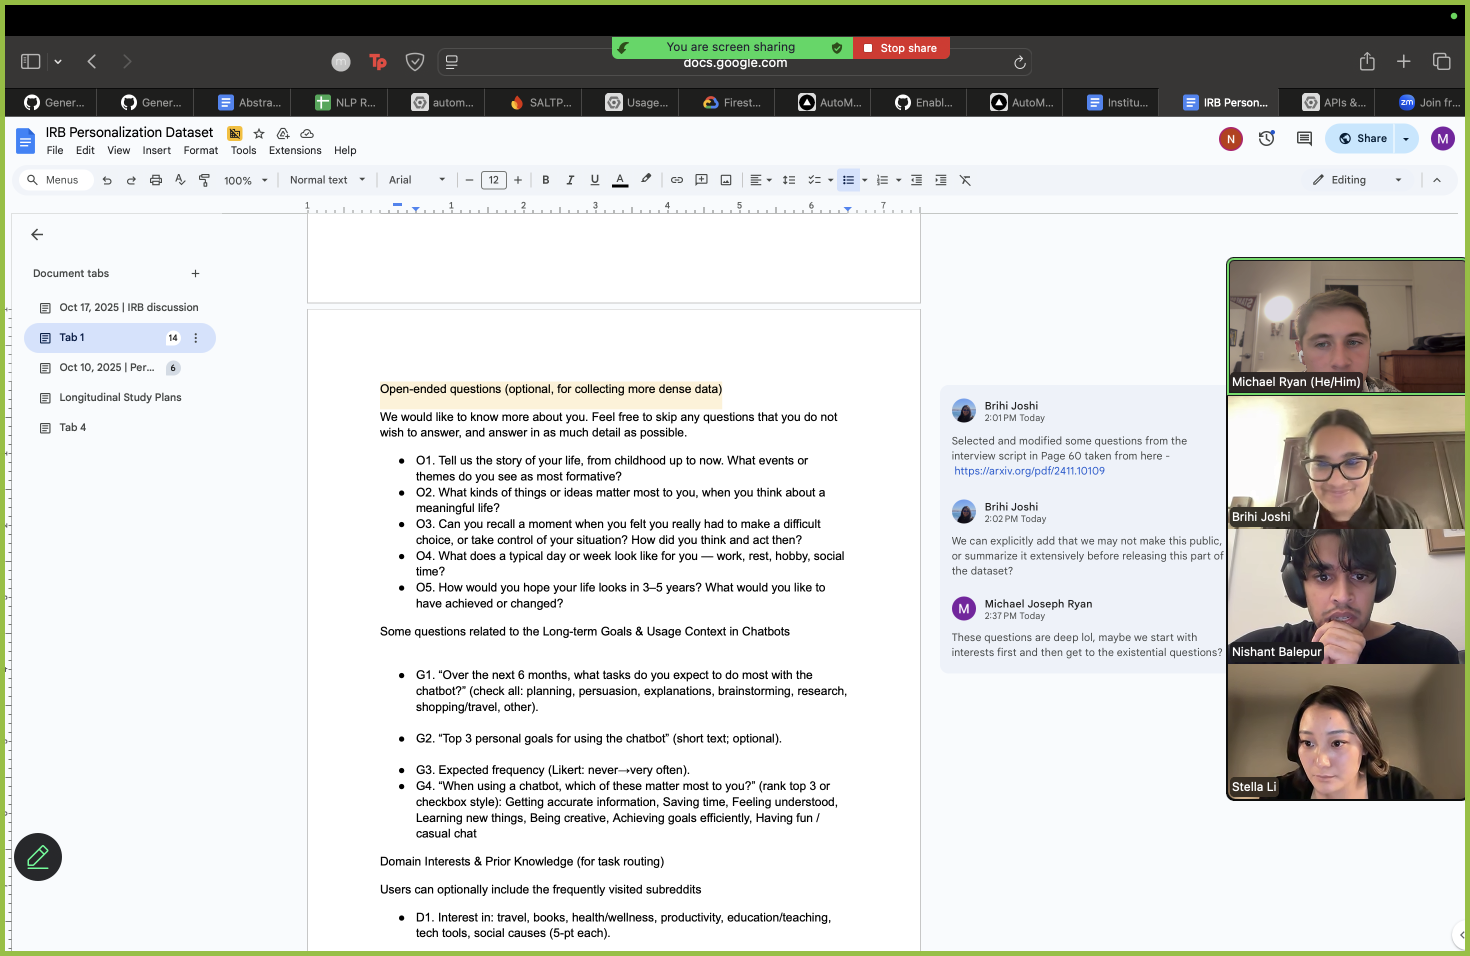 You are screen sharing
Stop share
docs.google.com
Gener...
Gener...
Abstra...
NLP R...
autom...
SALTP...
Usage...
Firest...
AutoM...
Enabl...
AutoM...
Institu...
IRB Person...
APIs &...
Join fr...
IRB Personalization Dataset
File Edit View Insert Format Tools Extensions Help
Share
Menus
100%
Normal text
Arial
12
Editing
1 1 2 3 4 5 6 7
Document tabs
Oct 17, 2025 | IRB discussion
Tab 1 14
Oct 10, 2025 | Per... 6
Longitudinal Study Plans
Tab 4
Open-ended questions (optional, for collecting more dense data)
We would like to know more about you. Feel free to skip any questions that you do not
wish to answer, and answer in as much detail as possible.
● O1. Tell us the story of your life, from childhood up to now. What events or
themes do you see as most formative?
● O2. What kinds of things or ideas matter most to you, when you think about a
meaningful life?
● O3. Can you recall a moment when you felt you really had to make a difficult
choice, or take control of your situation? How did you think and act then?
● O4. What does a typical day or week look like for you — work, rest, hobby, social
time?
● O5. How would you hope your life looks in 3–5 years? What would you like to
have achieved or changed?
Some questions related to the Long-term Goals & Usage Context in Chatbots
● G1. “Over the next 6 months, what tasks do you expect to do most with the
chatbot?” (check all: planning, persuasion, explanations, brainstorming, research,
shopping/travel, other).
● G2. “Top 3 personal goals for using the chatbot” (short text; optional).
● G3. Expected frequency (Likert: never→very often).
● G4. “When using a chatbot, which of these matter most to you?” (rank top 3 or
checkbox style): Getting accurate information, Saving time, Feeling understood,
Learning new things, Being creative, Achieving goals efficiently, Having fun /
casual chat
Domain Interests & Prior Knowledge (for task routing)
Users can optionally include the frequently visited subreddits
● D1. Interest in: travel, books, health/wellness, productivity, education/teaching,
tech tools, social causes (5-pt each).
Brihi Joshi
2:01 PM Today
Selected and modified some questions from the
interview script in Page 60 taken from here -
https://arxiv.org/pdf/2411.10109
Brihi Joshi
2:02 PM Today
We can explicitly add that we may not make this public,
or summarize it extensively before releasing this part of
the dataset?
Michael Joseph Ryan
2:37 PM Today
These questions are deep lol, maybe we start with
interests first and then get to the existential questions?
Michael Ryan (He/Him)
Brihi Joshi
Nishant Balepur
Stella Li